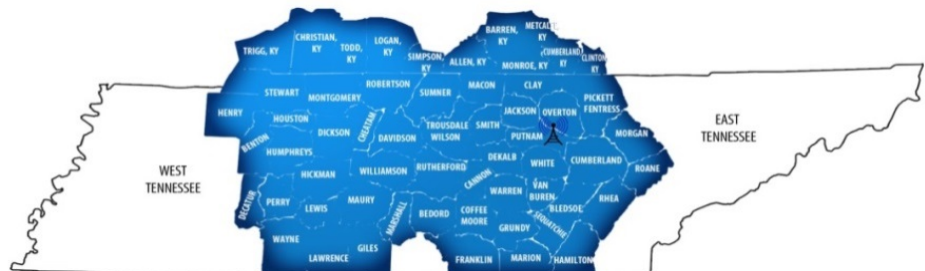 BARREN, KY
METCALF, KY
CHRISTIAN, KY
LOGAN, KY
TODD, KY
TRIGG, KY
SIMPSON, KY
ALLEN, KY
MONROE, KY
CUMBERLAND, KY
CLINTON, KY
ROBERTSON
STEWART
MONTGOMERY
SUMNER
MACON
CLAY
PICKETT
FENTRESS
HENRY
HOUSTON
CHEATAM
TROUSDALE
WILSON
SMITH
JACKSON
OVERTON
PUTNAM
BENTON
DICKSON
DAVIDSON
MORGAN
HUMPHREYS
DEKALB
WHITE
CUMBERLAND
ROANE
WEST
TENNESSEE
EAST
TENNESSEE
HICKMAN
WILLIAMSON
RUTHERFORD
CANNON
WARREN
VAN
BUREN
BLEDSOE
RHEA
DECATUR
PERRY
LEWIS
MAURY
MARSHALL
BEDORD
COFFEE
MOORE
GRUNDY
SEQUATCHIE
WAYNE
GILES
LAWRENCE
FRANKLIN
MARION
HAMILTON